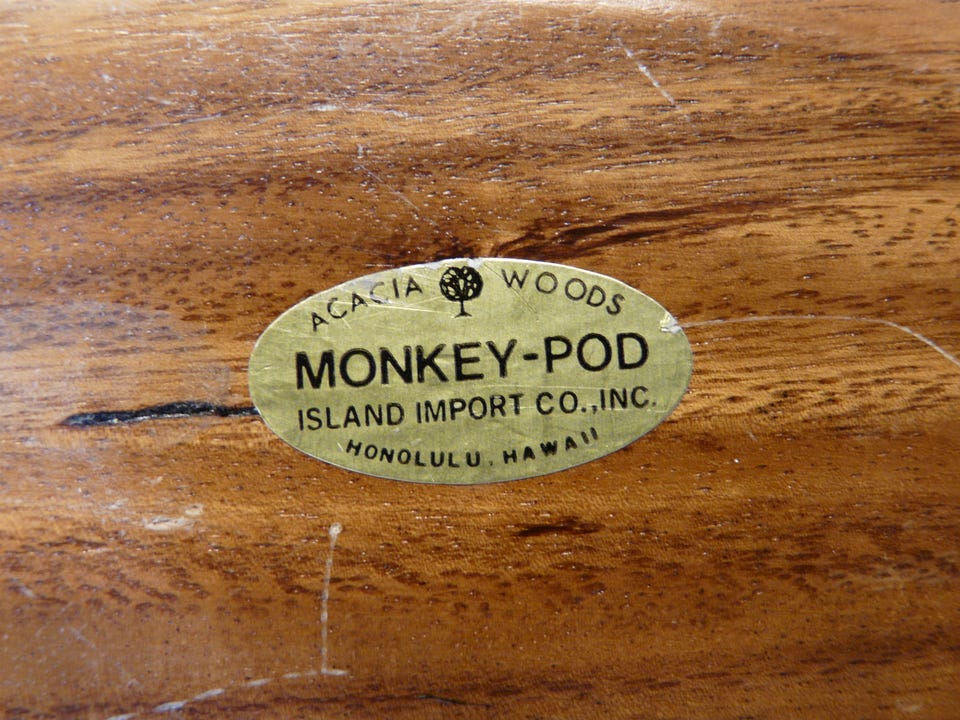 ACACIA WOODS
MONKEY-POD
ISLAND IMPORT CO., INC.
HONOLULU, HAWAII